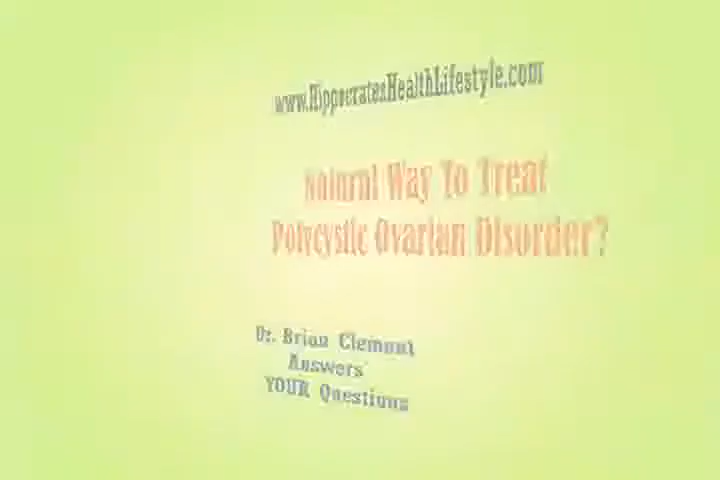 www.HippocratesHealthLifestyle.com
Natural Way To Treat
Polycystic Ovarian Disorder?
Dr. Brian Clement
Answers
YOUR Questions